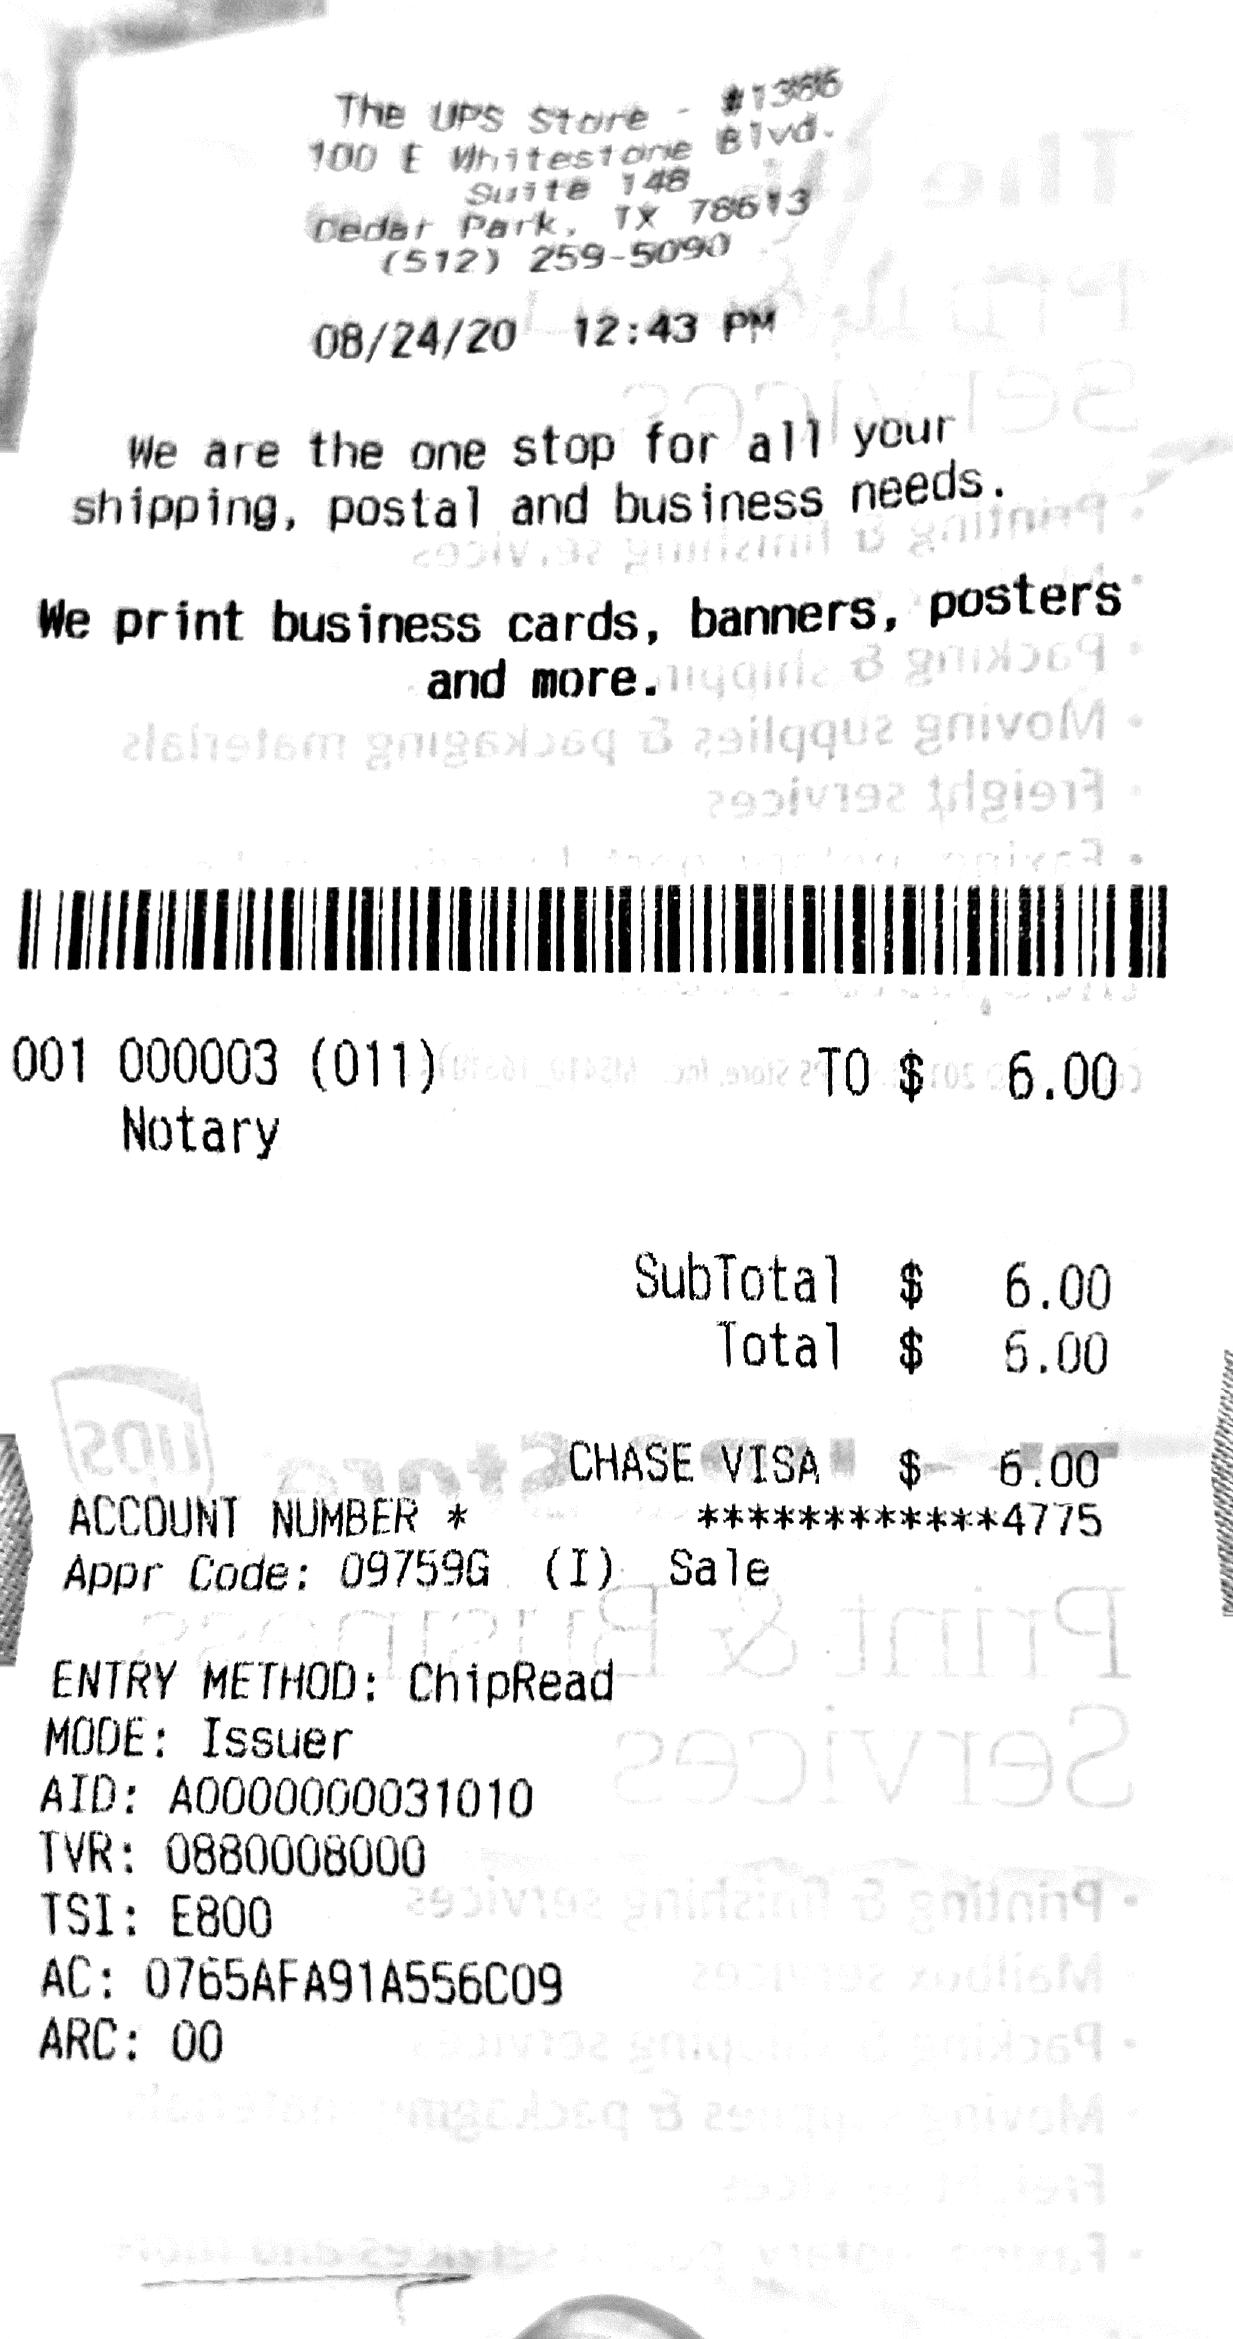 The UPS Store - #1386
100 E Whitestone Blvd.
Suite 148
Cedar Park, TX 78613
(512) 259-5090
08/24/20 12:43 PM
We are the one stop for all your
shipping, postal and business needs.
We print business cards, banners, posters
and more.
001 000003 (011) TO $ 6.00
Notary
SubTotal $ 6.00
Total $ 6.00
CHASE VISA $ 6.00
ACCOUNT NUMBER * ************4775
Appr Code: 09759G (I) Sale
ENTRY METHOD: ChipRead
MODE: Issuer
AID: A0000000031010
TVR: 0880008000
TSI: E800
AC: 0765AFA91A556C09
ARC: 00